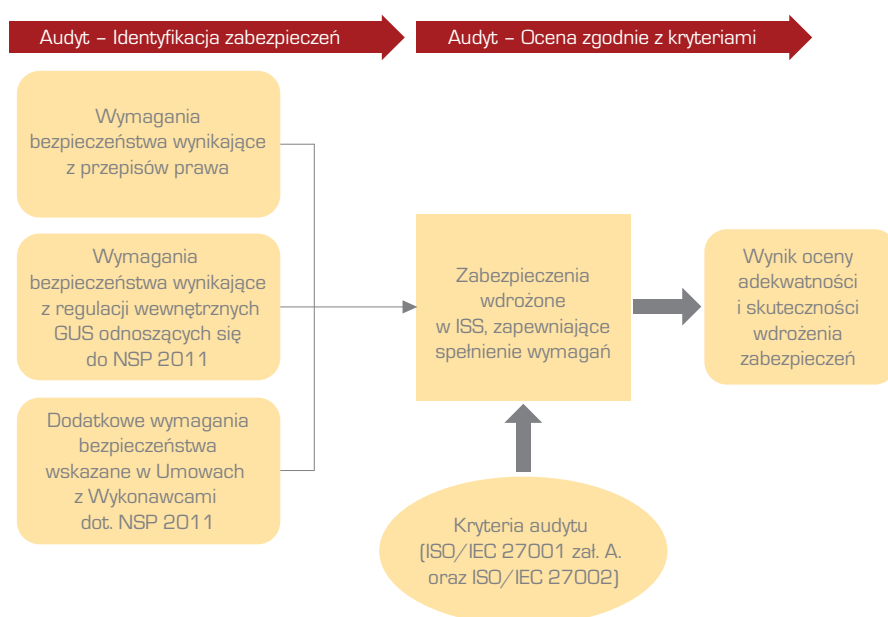 Audyt – Identyfikacja zabezpieczeń
Audyt – Ocena zgodnie z kryteriami
Wymagania
bezpieczeństwa wynikające
z przepisów prawa
Wymagania
bezpieczeństwa wynikające
z regulacji wewnętrznych
GUS odnoszących się
do NSP 2011
Dodatkowe wymagania
bezpieczeństwa
wskazane w Umowach
z Wykonawcami
dot. NSP 2011
Zabezpieczenia
wdrożone
w ISS, zapewniające
spełnienie wymagań
Kryteria audytu
(ISO/IEC 27001 zał. A.
oraz ISO/IEC 27002)
Wynik oceny
adekwatności
i skuteczności
wdrożenia
zabezpieczeń